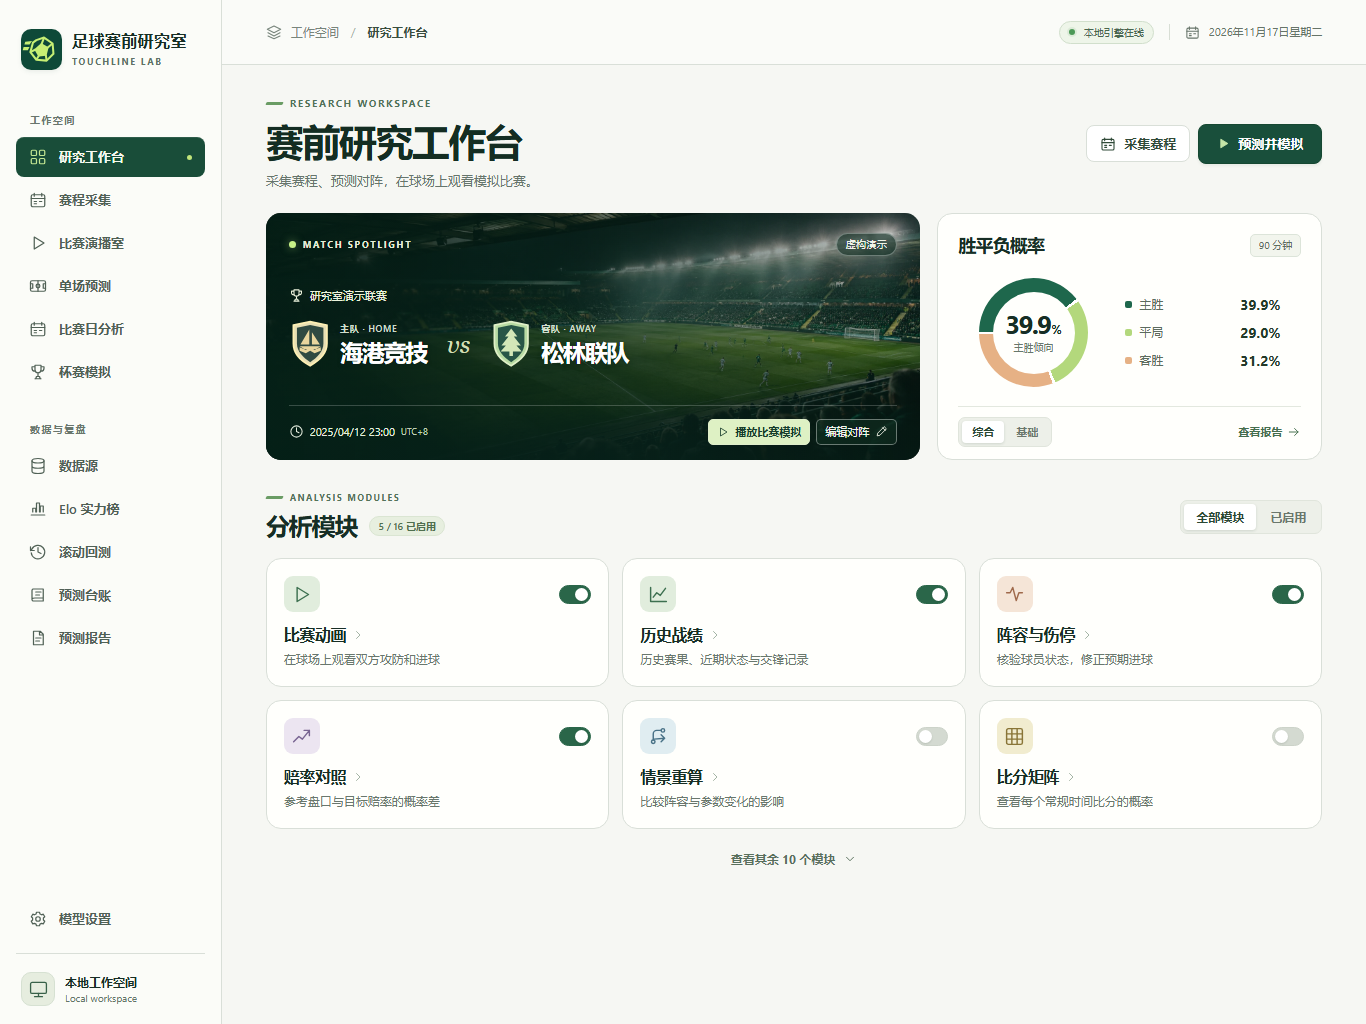 足球赛前研究室
TOUCHLINE LAB
工作空间
研究工作台
赛程采集
比赛演播室
单场预测
比赛日分析
杯赛模拟
数据与复盘
数据源
Elo 实力榜
滚动回测
预测台账
预测报告
模型设置
本地工作空间
Local workspace
工作空间 / 研究工作台
本地引擎在线
2026年11月17日星期二
RESEARCH WORKSPACE
赛前研究工作台
采集赛程、预测对阵，在球场上观看模拟比赛。
采集赛程
预测并模拟
MATCH SPOTLIGHT
虚构演示
研究室演示联赛
主队 · HOME
海港竞技
VS
客队 · AWAY
松林联队
2025/04/12 23:00 UTC+8
播放比赛模拟
编辑对阵
胜平负概率
90 分钟
39.9%
主胜倾向
主胜 39.9%
平局 29.0%
客胜 31.2%
综合
基础
查看报告
ANALYSIS MODULES
分析模块
5 / 16 已启用
全部模块
已启用
比赛动画
在球场上观看双方攻防和进球
历史战绩
历史赛果、近期状态与交锋记录
阵容与伤停
核验球员状态，修正预期进球
赔率对照
参考盘口与目标赔率的概率差
情景重算
比较阵容与参数变化的影响
比分矩阵
查看每个常规时间比分的概率
查看其余 10 个模块